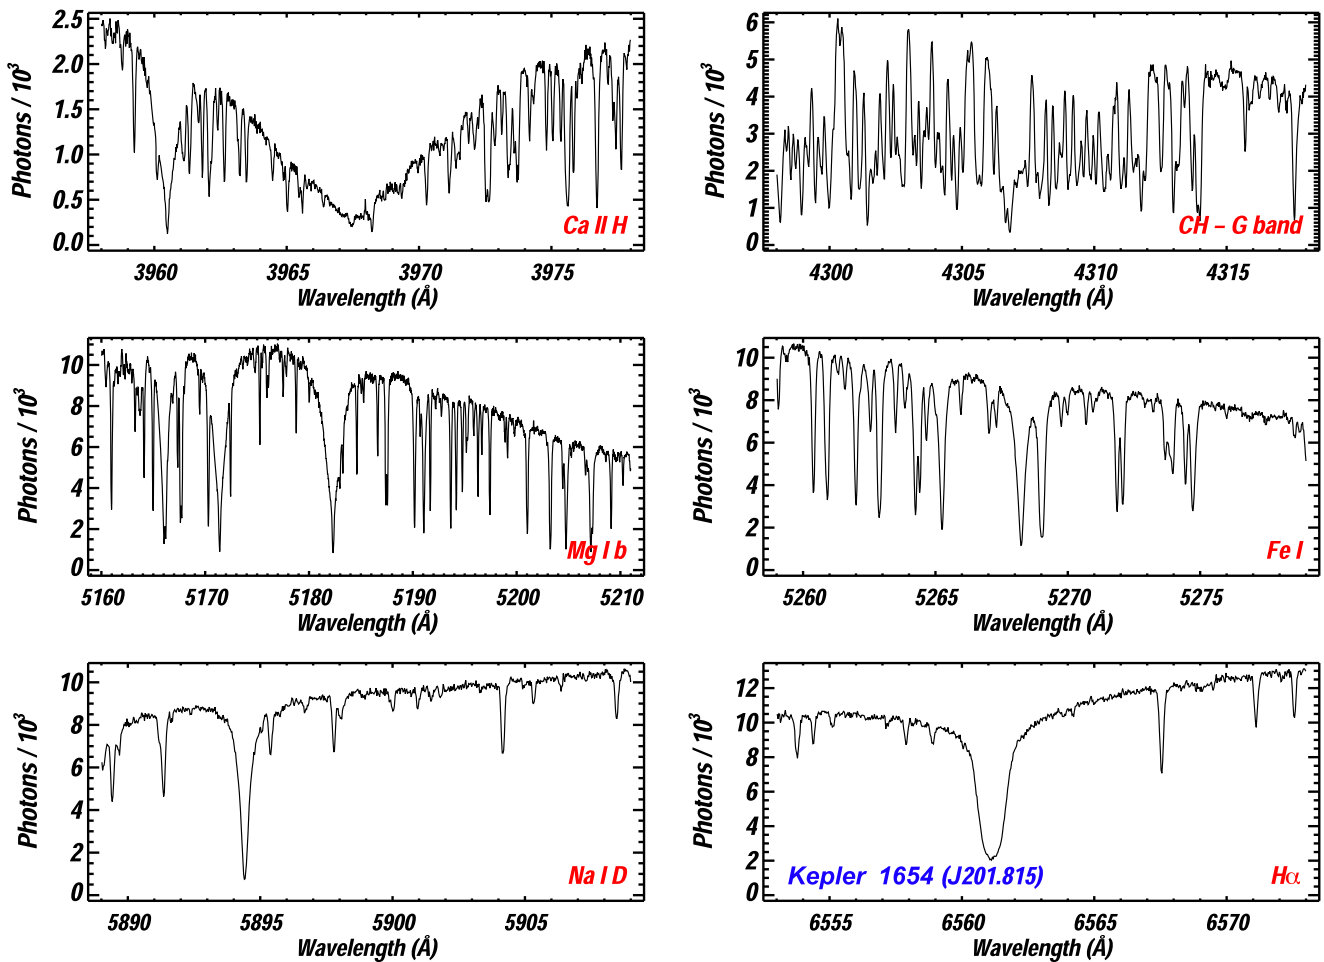 2.5
2.0
1.5
1.0
0.5
0.0
Photons / 10³
Ca II H
3960 3965 3970 3975
Wavelength (Å)
6
5
4
3
2
1
0
Photons / 10³
CH – G band
4300 4305 4310 4315
Wavelength (Å)
10
8
6
4
2
0
Photons / 10³
Mg I b
5160 5170 5180 5190 5200 5210
Wavelength (Å)
10
8
6
4
2
0
Photons / 10³
Fe I
5260 5265 5270 5275
Wavelength (Å)
10
8
6
4
2
0
Photons / 10³
Na I D
5890 5895 5900 5905
Wavelength (Å)
12
10
8
6
4
2
0
Photons / 10³
Kepler 1654 (J201.815)
Hα
6555 6560 6565 6570
Wavelength (Å)